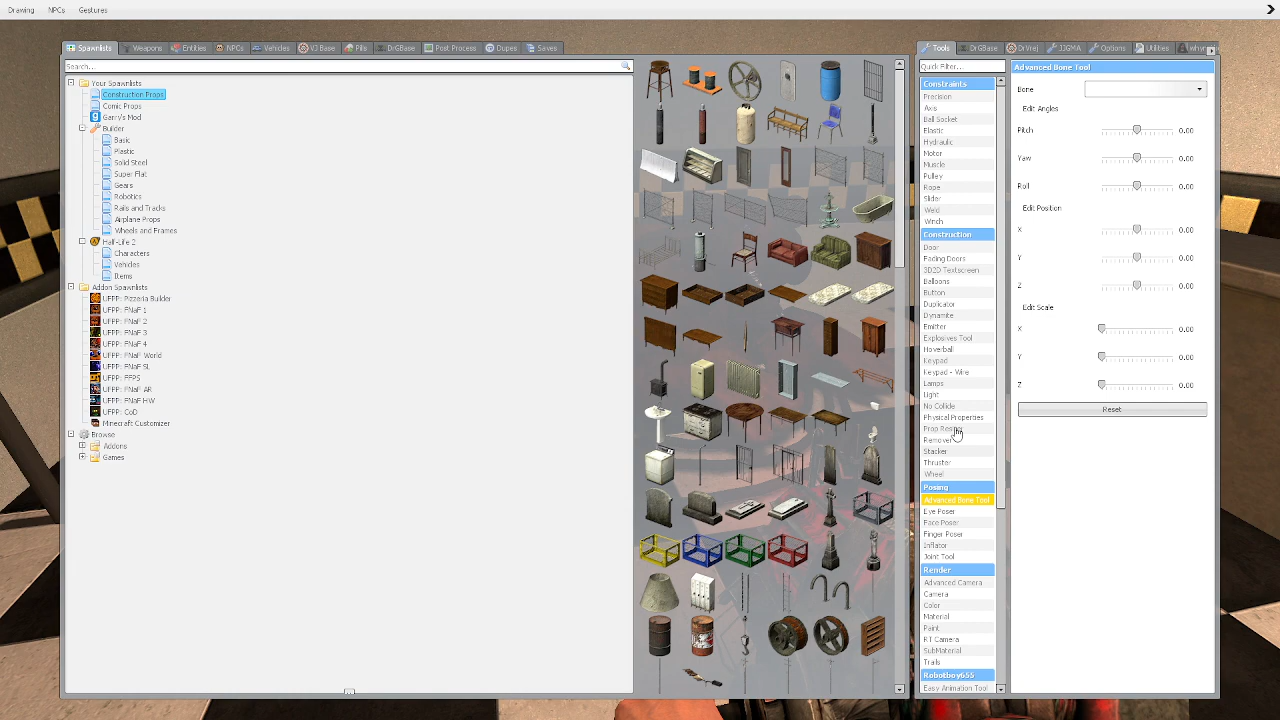 Drawing NPCs Gestures
Spawnlists Weapons Entities NPCs Vehicles VJ Base Pills DrGBase Post Process Dupes Saves
Search...
Your Spawnlists
Construction Props
Comic Props
Garry's Mod
Builder
Basic
Plastic
Solid Steel
Super Flat
Gears
Robotics
Rails and Tracks
Airplane Props
Wheels and Frames
Half-Life 2
Characters
Vehicles
Items
Addon Spawnlists
UFPP: Pizzeria Builder
UFPP: FNaF 1
UFPP: FNaF 2
UFPP: FNaF 3
UFPP: FNaF 4
UFPP: FNaF World
UFPP: FNaF SL
UFPP: FFPS
UFPP: FNaF AR
UFPP: FNaF HW
UFPP: CoD
Minecraft Customizer
Browse
Addons
Games
Tools DrGBase DrVrej JJGMA Options Utilities
Quick Filter...
Constraints
Precision
Axis
Ball Socket
Elastic
Hydraulic
Motor
Muscle
Pulley
Rope
Slider
Weld
Winch
Construction
Door
Fading Doors
3D2D Textscreen
Balloons
Button
Duplicator
Dynamite
Emitter
Explosives Tool
Hoverball
Keypad
Keypad - Wire
Lamps
Light
No Collide
Physical Properties
Prop
Remover
Stacker
Thruster
Wheel
Posing
Advanced Bone Tool
Eye Poser
Face Poser
Finger Poser
Inflator
Joint Tool
Render
Advanced Camera
Camera
Color
Material
Paint
RT Camera
SubMaterial
Trails
Robotboy655
Easy Animation Tool
Advanced Bone Tool
Bone
Edit Angles
Pitch 0.00
Yaw 0.00
Roll 0.00
Edit Position
X 0.00
Y 0.00
Z 0.00
Edit Scale
X 0.00
Y 0.00
Z 0.00
Reset